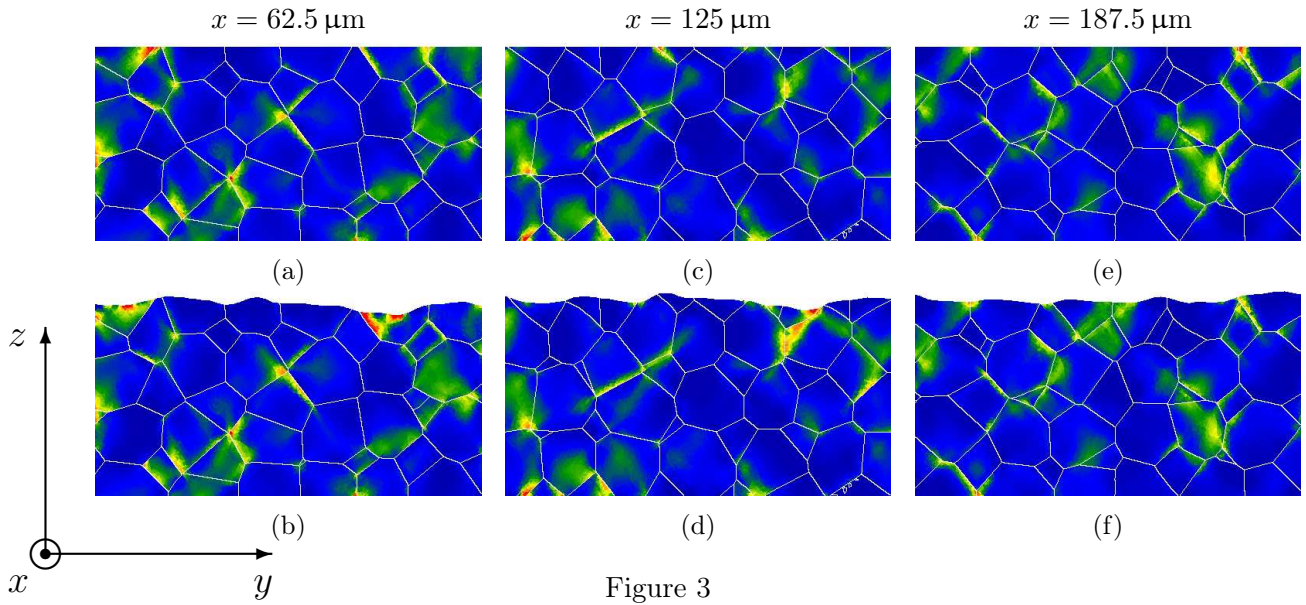 x = 62.5 μm
x = 125 μm
x = 187.5 μm
(a)
(c)
(e)
z
(b)
(d)
(f)
x
y
Figure 3